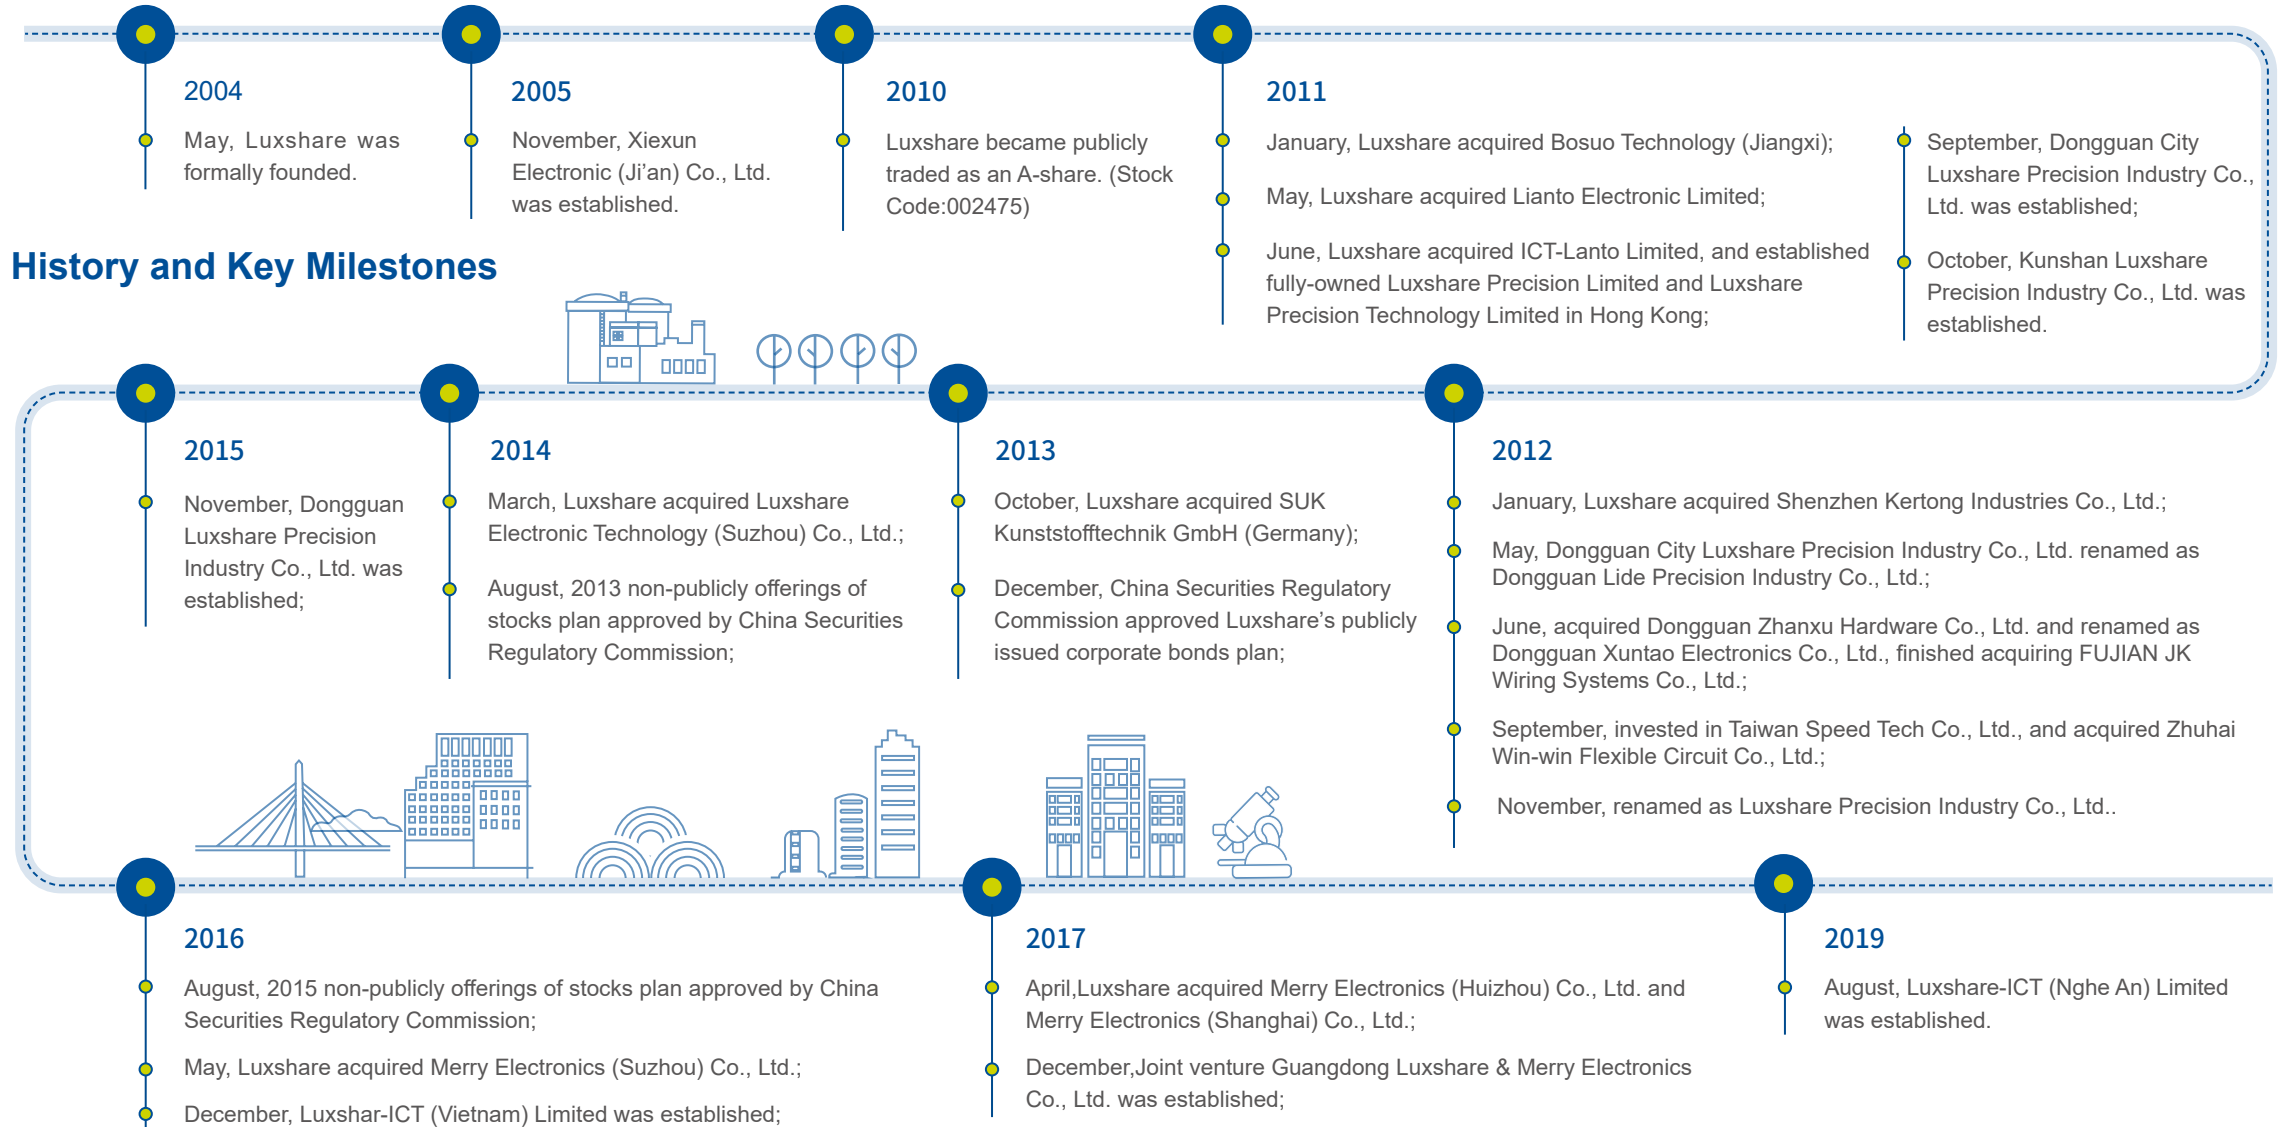 2004
May, Luxshare was
formally founded.
2005
November, Xiexun
Electronic (Ji’an) Co., Ltd.
was established.
2010
Luxshare became publicly
traded as an A-share. (Stock
Code:002475)
2011
January, Luxshare acquired Bosuo Technology (Jiangxi);
May, Luxshare acquired Lianto Electronic Limited;
June, Luxshare acquired ICT-Lanto Limited, and established
fully-owned Luxshare Precision Limited and Luxshare
Precision Technology Limited in Hong Kong;
September, Dongguan City
Luxshare Precision Industry Co.,
Ltd. was established;
October, Kunshan Luxshare
Precision Industry Co., Ltd. was
established.
History and Key Milestones
2015
November, Dongguan
Luxshare Precision
Industry Co., Ltd. was
established;
2014
March, Luxshare acquired Luxshare
Electronic Technology (Suzhou) Co., Ltd.;
August, 2013 non-publicly offerings of
stocks plan approved by China Securities
Regulatory Commission;
2013
October, Luxshare acquired SUK
Kunststofftechnik GmbH (Germany);
December, China Securities Regulatory
Commission approved Luxshare’s publicly
issued corporate bonds plan;
2012
January, Luxshare acquired Shenzhen Kertong Industries Co., Ltd.;
May, Dongguan City Luxshare Precision Industry Co., Ltd. renamed as
Dongguan Lide Precision Industry Co., Ltd.;
June, acquired Dongguan Zhanxu Hardware Co., Ltd. and renamed as
Dongguan Xuntao Electronics Co., Ltd., finished acquiring FUJIAN JK
Wiring Systems Co., Ltd.;
September, invested in Taiwan Speed Tech Co., Ltd., and acquired Zhuhai
Win-win Flexible Circuit Co., Ltd.;
November, renamed as Luxshare Precision Industry Co., Ltd..
2016
August, 2015 non-publicly offerings of stocks plan approved by China
Securities Regulatory Commission;
May, Luxshare acquired Merry Electronics (Suzhou) Co., Ltd.;
December, Luxshar-ICT (Vietnam) Limited was established;
2017
April,Luxshare acquired Merry Electronics (Huizhou) Co., Ltd. and
Merry Electronics (Shanghai) Co., Ltd.;
December,Joint venture Guangdong Luxshare & Merry Electronics
Co., Ltd. was established;
2019
August, Luxshare-ICT (Nghe An) Limited
was established.